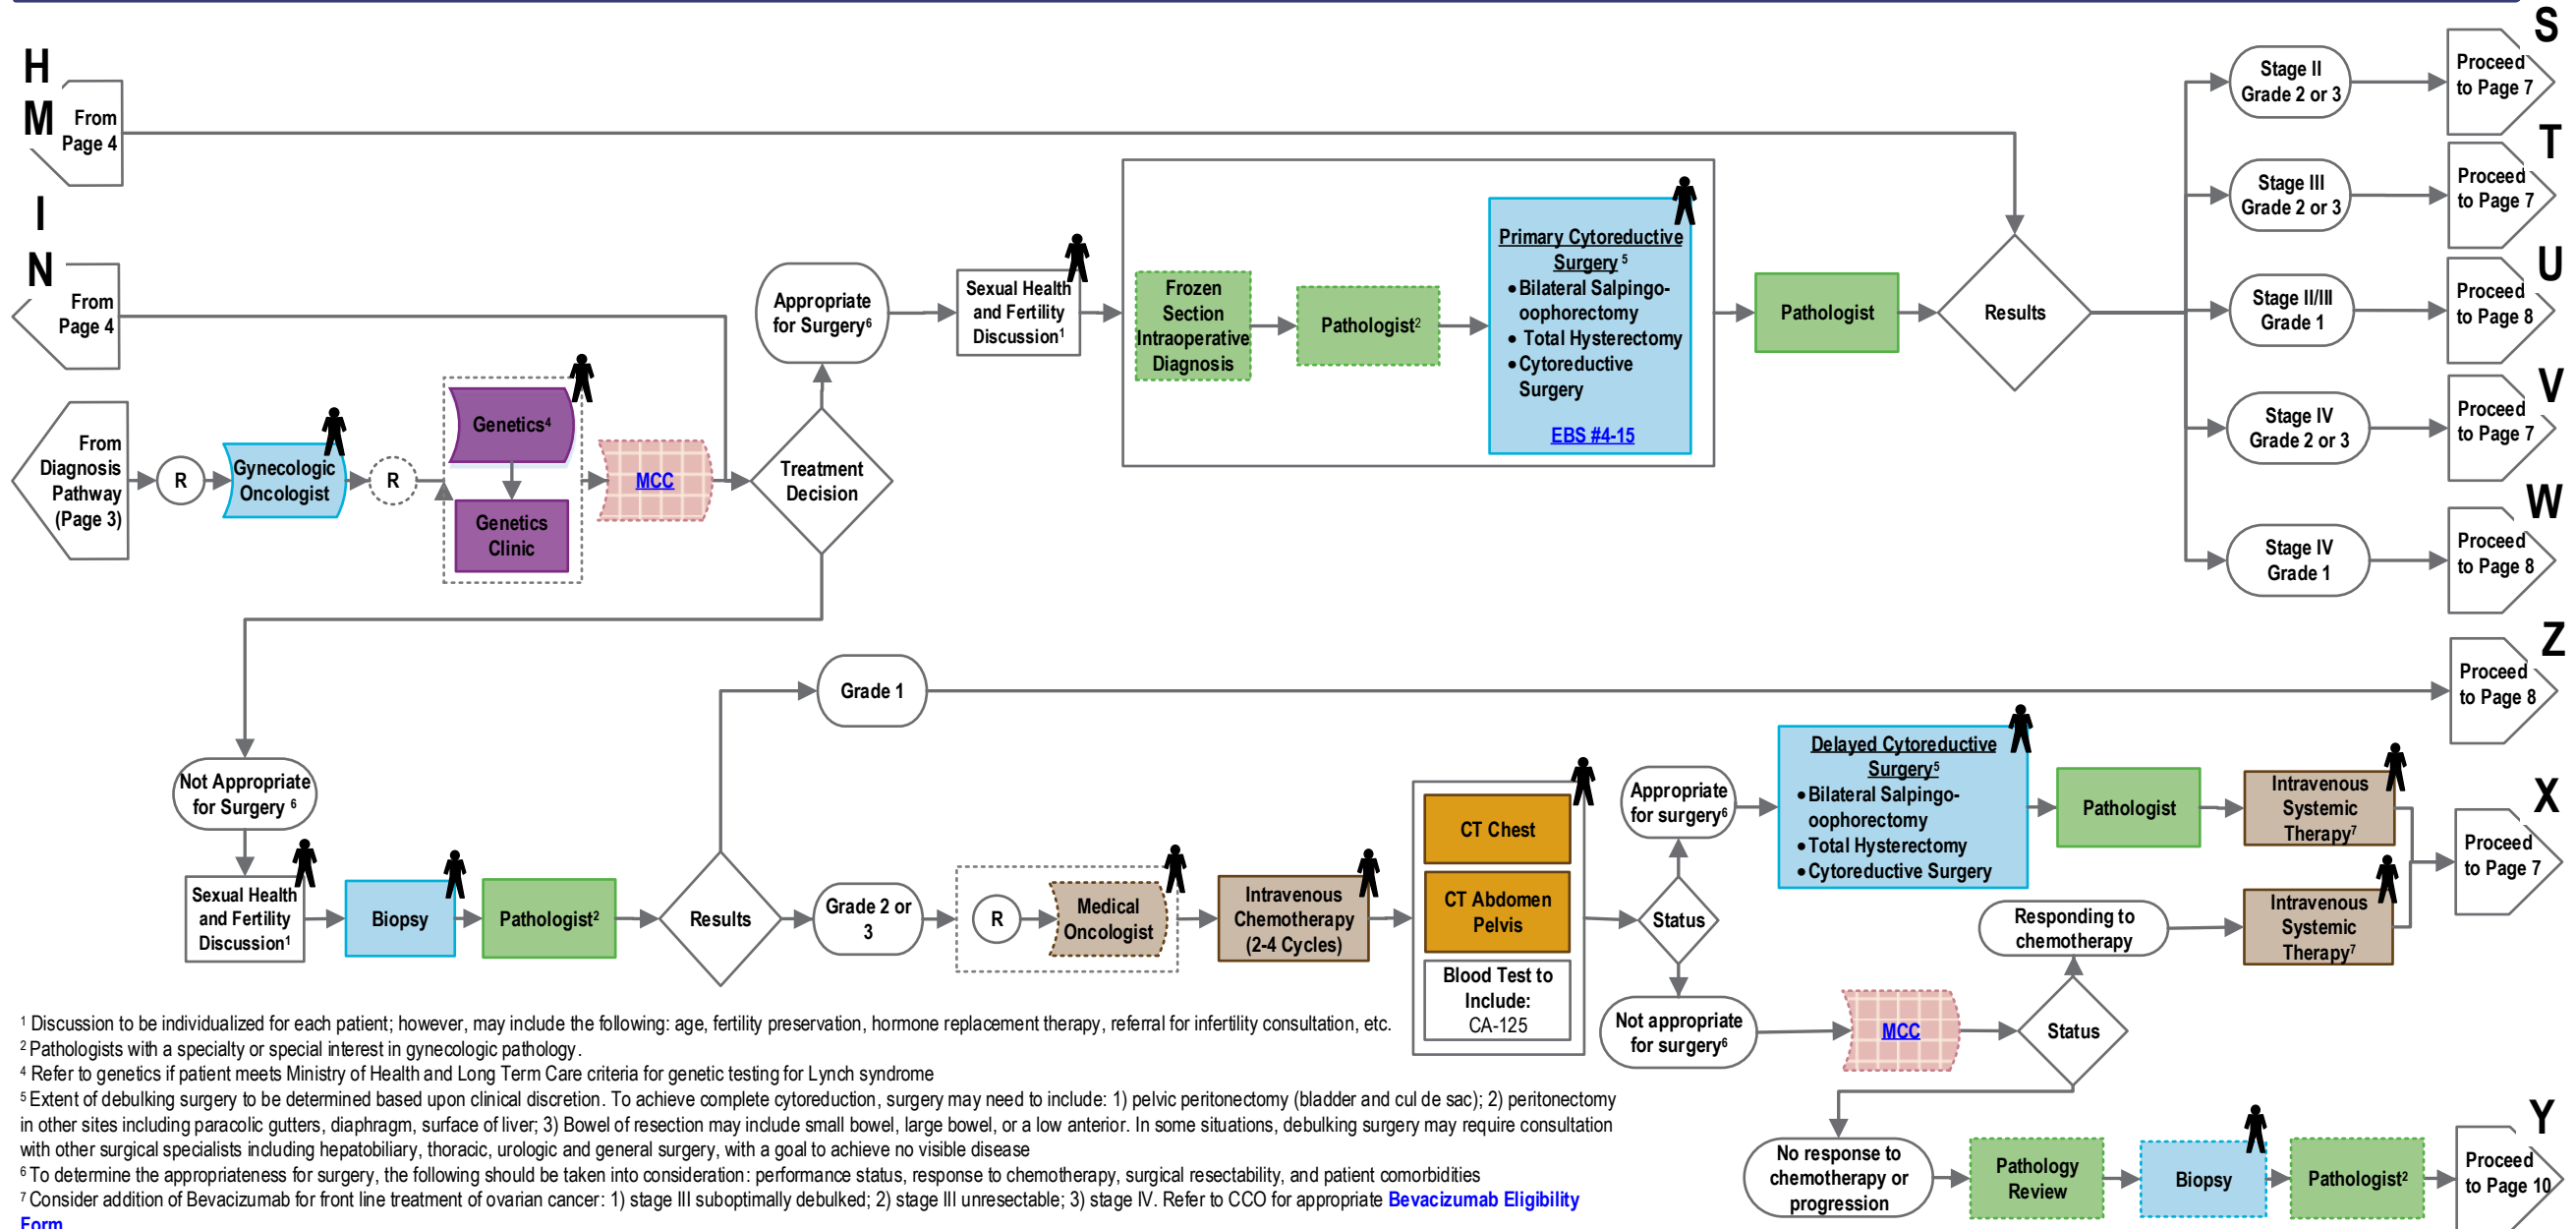 H
M
From
Page 4
I
N
From
Page 4
From
Diagnosis
Pathway
(Page 3)
R
Gynecologic
Oncologist
R
Genetics⁴
Genetics
Clinic
MCC
Treatment
Decision
Appropriate
for Surgery⁶
Sexual Health
and Fertility
Discussion¹
Frozen
Section
Intraoperative
Diagnosis
Pathologist²
Primary Cytoreductive
Surgery ⁵
• Bilateral Salpingo-
oophorectomy
• Total Hysterectomy
• Cytoreductive
Surgery
EBS #4-15
Pathologist
Results
Stage II
Grade 2 or 3
Proceed
to Page 7
S
Stage III
Grade 2 or 3
Proceed
to Page 7
T
Stage II/III
Grade 1
Proceed
to Page 8
U
Stage IV
Grade 2 or 3
Proceed
to Page 7
V
Stage IV
Grade 1
Proceed
to Page 8
W
Grade 1
Proceed
to Page 8
Z
Not Appropriate
for Surgery ⁶
Sexual Health
and Fertility
Discussion¹
Biopsy
Pathologist²
Results
Grade 2 or
3
R
Medical
Oncologist
Intravenous
Chemotherapy
(2-4 Cycles)
CT Chest
CT Abdomen
Pelvis
Blood Test to
Include:
CA-125
Status
Appropriate
for surgery⁶
Delayed Cytoreductive
Surgery⁵
• Bilateral Salpingo-
oophorectomy
• Total Hysterectomy
• Cytoreductive Surgery
Pathologist
Intravenous
Systemic
Therapy⁷
X
Proceed
to Page 7
Not appropriate
for surgery⁶
MCC
Status
Responding to
chemotherapy
Intravenous
Systemic
Therapy⁷
No response to
chemotherapy or
progression
Pathology
Review
Biopsy
Pathologist²
Y
Proceed
to Page 10
¹ Discussion to be individualized for each patient; however, may include the following: age, fertility preservation, hormone replacement therapy, referral for infertility consultation, etc.
² Pathologists with a specialty or special interest in gynecologic pathology.
⁴ Refer to genetics if patient meets Ministry of Health and Long Term Care criteria for genetic testing for Lynch syndrome
⁵ Extent of debulking surgery to be determined based upon clinical discretion. To achieve complete cytoreduction, surgery may need to include: 1) pelvic peritonectomy (bladder and cul de sac); 2) peritonectomy
in other sites including paracolic gutters, diaphragm, surface of liver; 3) Bowel of resection may include small bowel, large bowel, or a low anterior. In some situations, debulking surgery may require consultation
with other surgical specialists including hepatobiliary, thoracic, urologic and general surgery, with a goal to achieve no visible disease
⁶ To determine the appropriateness for surgery, the following should be taken into consideration: performance status, response to chemotherapy, surgical resectability, and patient comorbidities
⁷ Consider addition of Bevacizumab for front line treatment of ovarian cancer: 1) stage III suboptimally debulked; 2) stage III unresectable; 3) stage IV. Refer to CCO for appropriate Bevacizumab Eligibility
Form